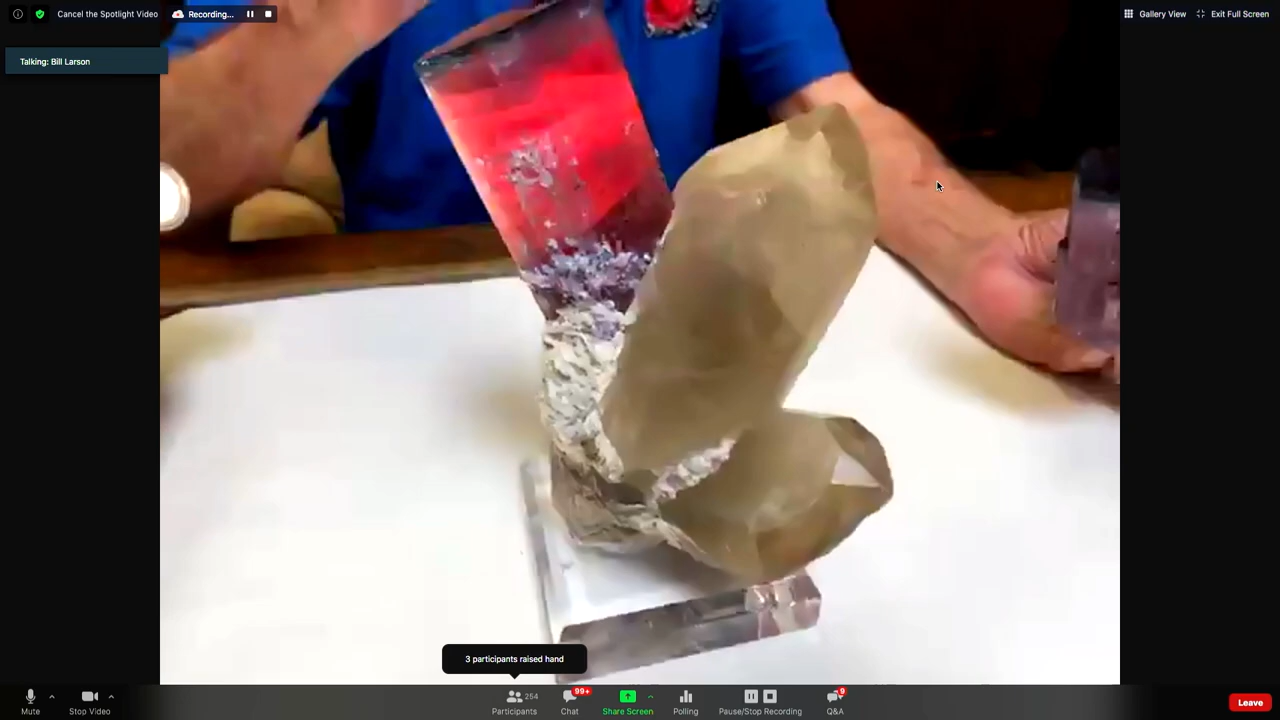 Cancel the Spotlight Video
Recording...
Gallery View
Exit Full Screen
Talking: Bill Larson
3 participants raised hand
254
99+
9
Mute
Stop Video
Participants
Chat
Share Screen
Polling
Pause/Stop Recording
Q&A
Leave